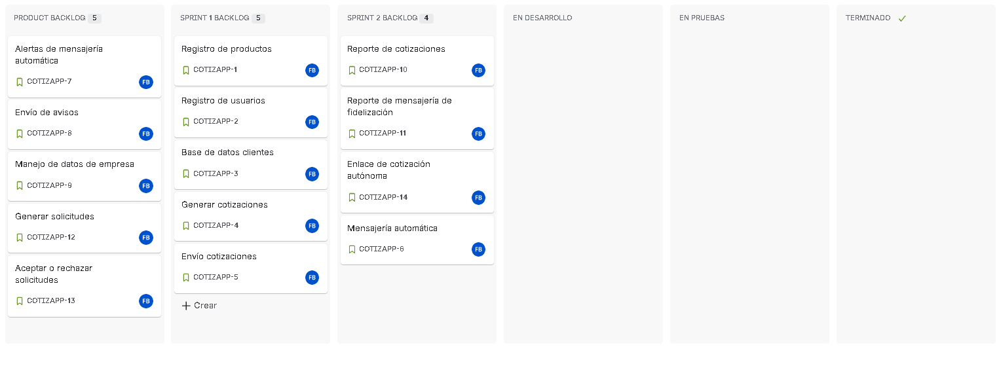 PRODUCT BACKLOG 5
Alertas de mensajería
automática
COTIZAPP-7
FB
Envío de avisos
COTIZAPP-8
FB
Manejo de datos de empresa
COTIZAPP-9
FB
Generar solicitudes
COTIZAPP-12
FB
Aceptar o rechazar
solicitudes
COTIZAPP-13
FB
SPRINT 1 BACKLOG 5
Registro de productos
COTIZAPP-1
FB
Registro de usuarios
COTIZAPP-2
FB
Base de datos clientes
COTIZAPP-3
FB
Generar cotizaciones
COTIZAPP-4
FB
Envío cotizaciones
COTIZAPP-5
FB
Crear
SPRINT 2 BACKLOG 4
Reporte de cotizaciones
COTIZAPP-10
FB
Reporte de mensajería de
fidelización
COTIZAPP-11
FB
Enlace de cotización
autónoma
COTIZAPP-14
FB
Mensajería automática
COTIZAPP-6
FB
EN DESARROLLO
EN PRUEBAS
TERMINADO